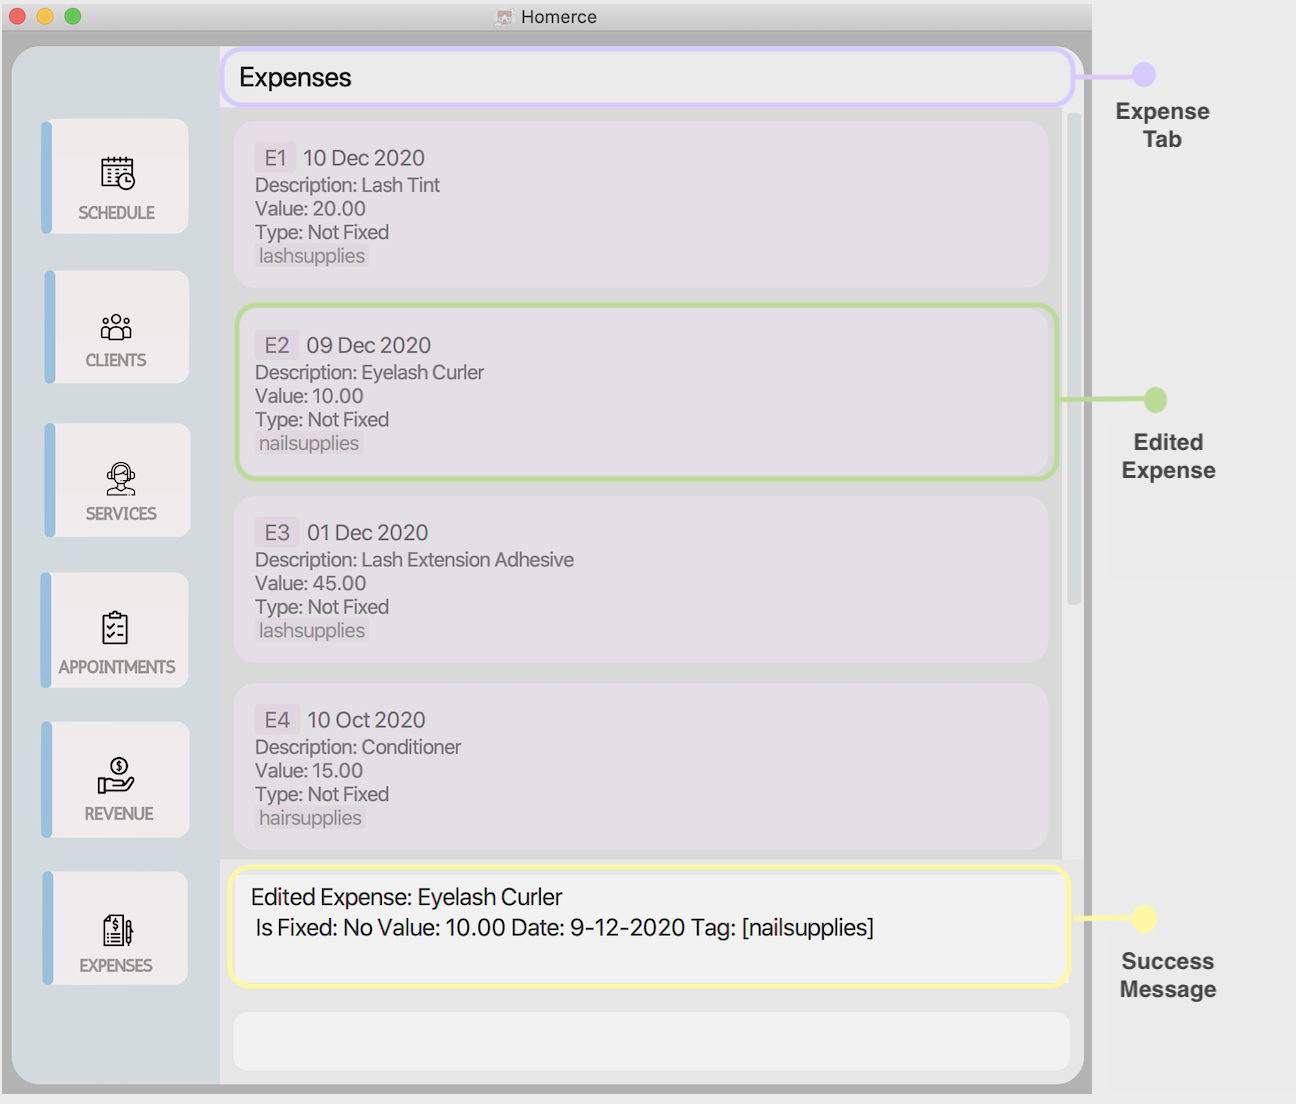 Homerce
Expenses
Expense
Tab
SCHEDULE
CLIENTS
SERVICES
APPOINTMENTS
REVENUE
EXPENSES
E1 10 Dec 2020
Description: Lash Tint
Value: 20.00
Type: Not Fixed
lashsupplies
E2 09 Dec 2020
Description: Eyelash Curler
Value: 10.00
Type: Not Fixed
nailsupplies
Edited
Expense
E3 01 Dec 2020
Description: Lash Extension Adhesive
Value: 45.00
Type: Not Fixed
lashsupplies
E4 10 Oct 2020
Description: Conditioner
Value: 15.00
Type: Not Fixed
hairsupplies
Edited Expense: Eyelash Curler
Is Fixed: No Value: 10.00 Date: 9-12-2020 Tag: [nailsupplies]
Success
Message